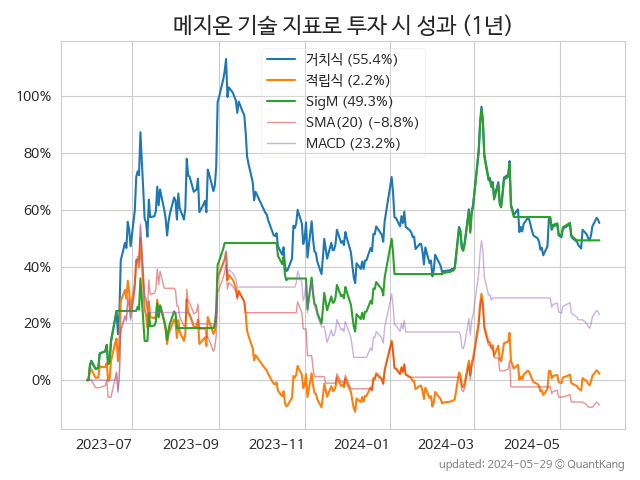 메지온 기술 지표로 투자 시 성과 (1년)
거치식 (55.4%)
적립식 (2.2%)
SigM (49.3%)
SMA(20) (−8.8%)
MACD (23.2%)
100%
80%
60%
40%
20%
0%
2023-07 2023-09 2023-11 2024-01 2024-03 2024-05
updated: 2024-05-29 © QuantKang